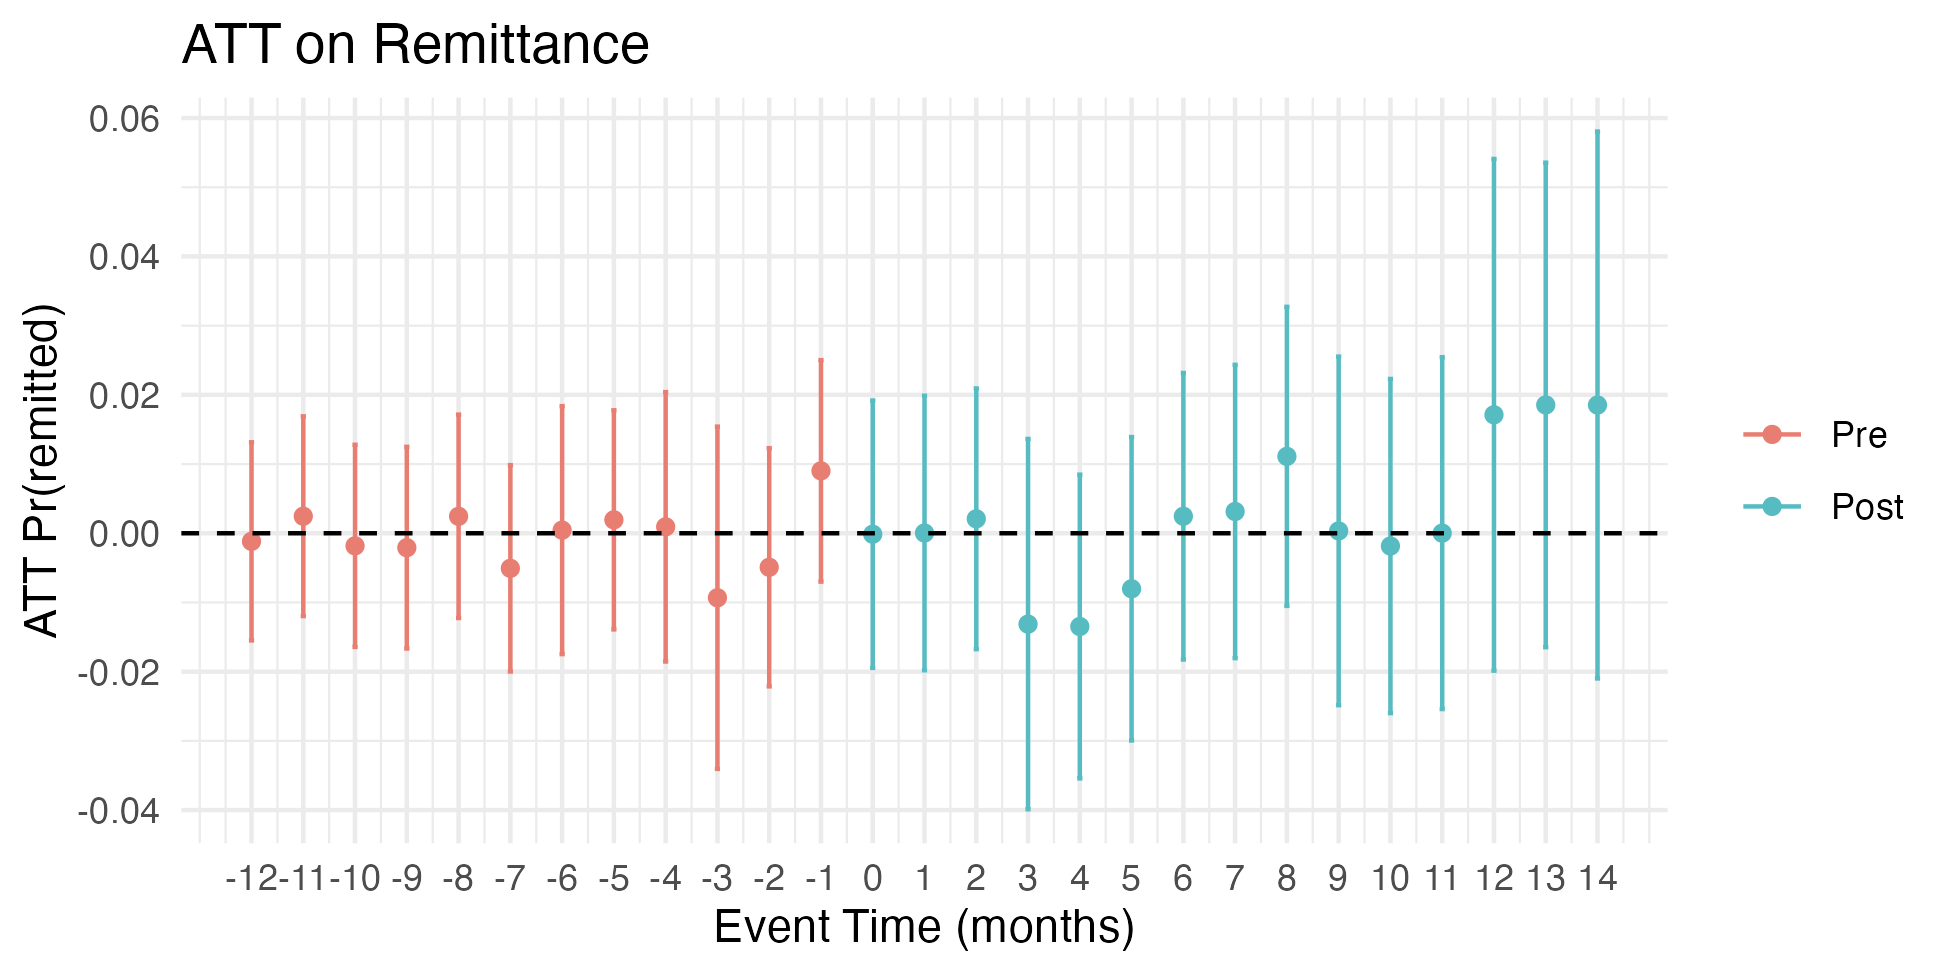 ATT on Remittance
ATT Pr(remitted)
0.06
0.04
0.02
0.00
-0.02
-0.04
-12 -11 -10 -9 -8 -7 -6 -5 -4 -3 -2 -1 0 1 2 3 4 5 6 7 8 9 10 11 12 13 14
Event Time (months)
Pre
Post